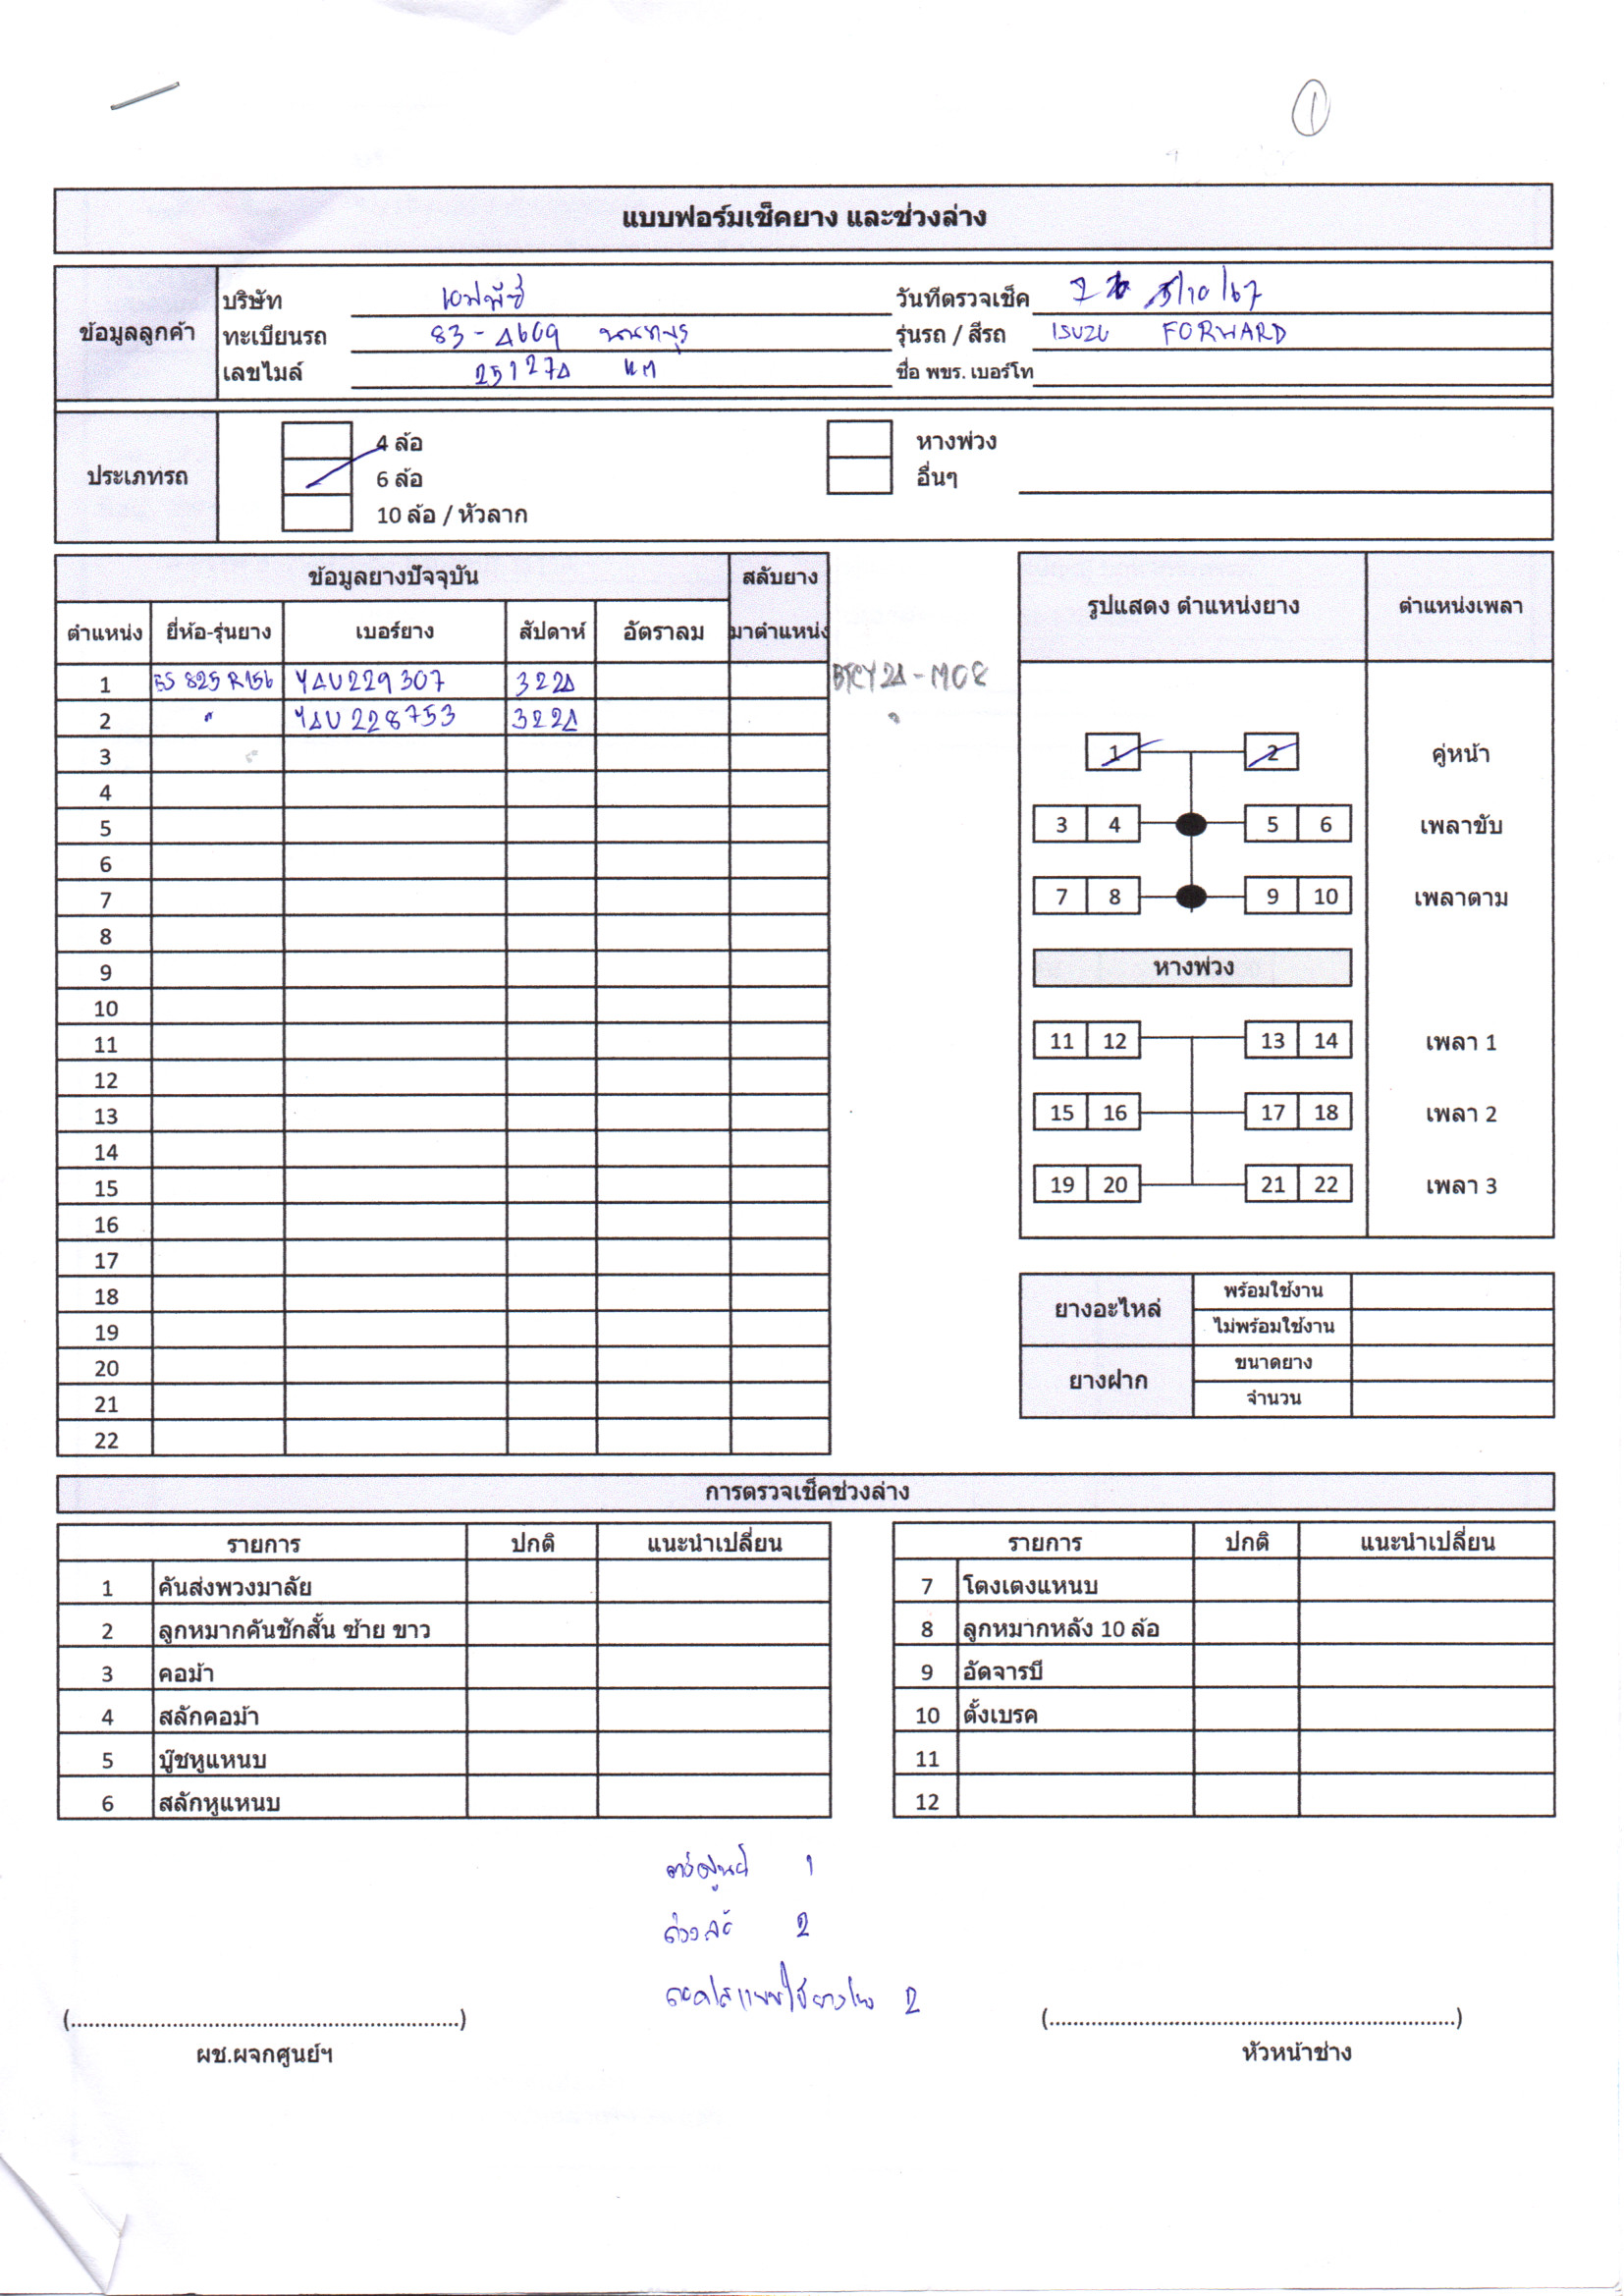 1
แบบฟอร์มเช็คยาง และช่วงล่าง
ข้อมูลลูกค้า
บริษัท เอฟพีซี วันที่ตรวจเช็ค /10/67
ทะเบียนรถ 83-4609 นนทบุรี รุ่นรถ / สีรถ ISUZU FORWARD
เลขไมล์ 251274 ชื่อ พขร. เบอร์โท
ประเภทรถ
4 ล้อ หางพ่วง
6 ล้อ อื่นๆ
10 ล้อ / หัวลาก
ข้อมูลยางปัจจุบัน สลับยาง
ตำแหน่ง ยี่ห้อ-รุ่นยาง เบอร์ยาง สัปดาห์ อัตราลม มาตำแหน่ง
1 BS 825 R156 Y4U229307 3224 BTCY24-M08
2 " Y4U228753 3224 "
3
4
5
6
7
8
9
10
11
12
13
14
15
16
17
18
19
20
21
22
รูปแสดง ตำแหน่งยาง ตำแหน่งเพลา
1 2 คู่หน้า
3 4 5 6 เพลาขับ
7 8 9 10 เพลาตาม
หางพ่วง
11 12 13 14 เพลา 1
15 16 17 18 เพลา 2
19 20 21 22 เพลา 3
ยางอะไหล่ พร้อมใช้งาน
ไม่พร้อมใช้งาน
ยางฝาก ขนาดยาง
จำนวน
การตรวจเช็คช่วงล่าง
รายการ ปกติ แนะนำเปลี่ยน รายการ ปกติ แนะนำเปลี่ยน
1 คันส่งพวงมาลัย 7 โตงเตงแหนบ
2 ลูกหมากคันชักสั้น ซ้าย ขาว 8 ลูกหมากหลัง 10 ล้อ
3 คอม้า 9 อัดจารบี
4 สลักคอม้า 10 ตั้งเบรค
5 บู๊ชหูแหนบ 11
6 สลักหูแหนบ 12
ตั้งศูนย์ 1
ถ่วงล้อ 2
2
(..................................................................) (......................................................................)
ผช.ผจกศูนย์ฯ หัวหน้าช่าง